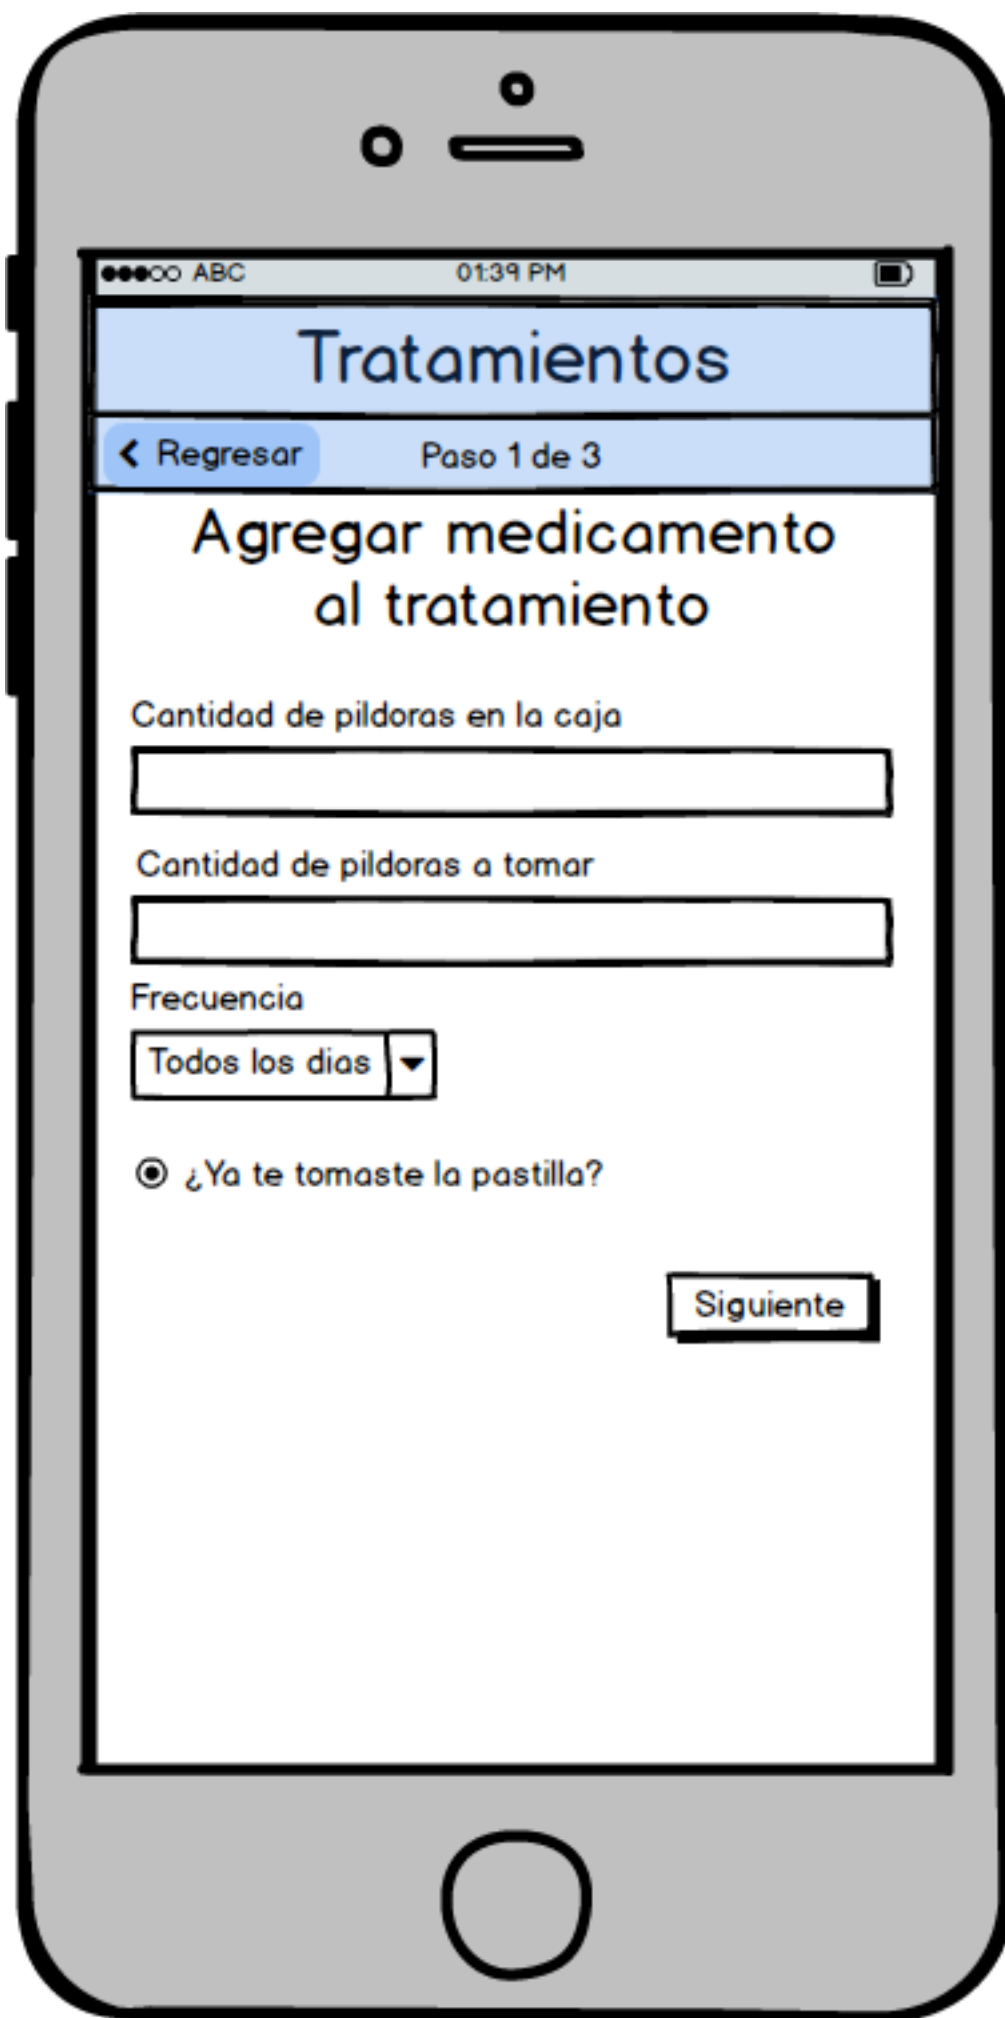 ABC 01:39 PM
Tratamientos
Regresar Paso 1 de 3
Agregar medicamento
al tratamiento
Cantidad de pildoras en la caja
Cantidad de pildoras a tomar
Frecuencia
Todos los dias
¿Ya te tomaste la pastilla?
Siguiente